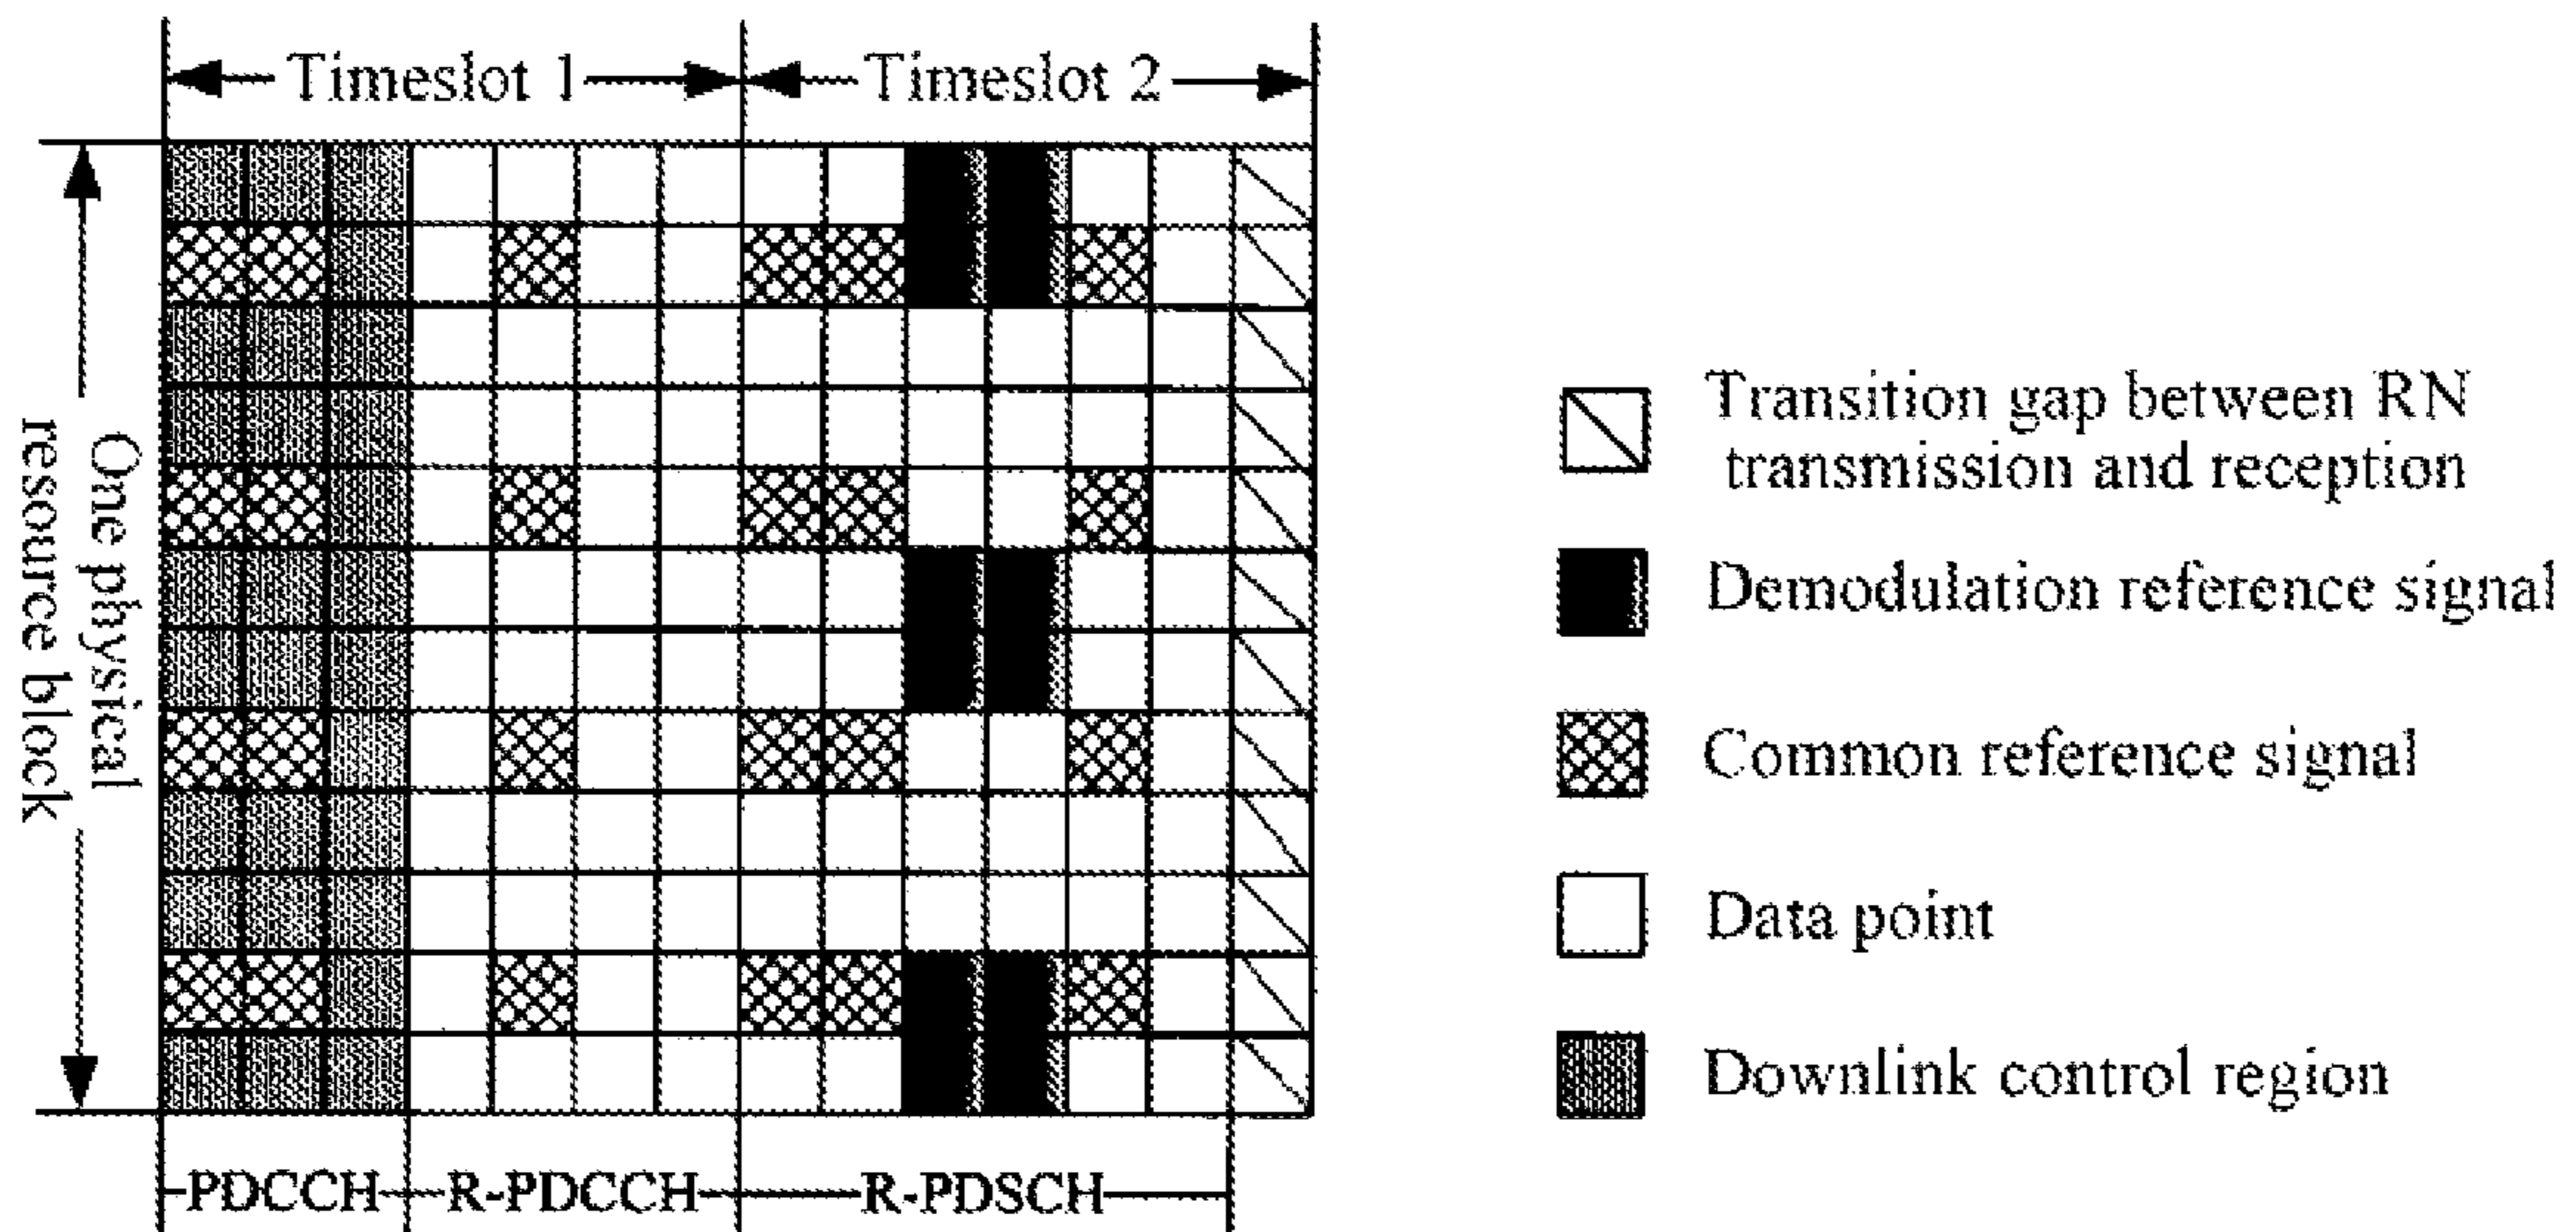 Timeslot 1
Timeslot 2
One physical
resource block
PDCCH
R-PDCCH
R-PDSCH
Transition gap between RN
transmission and reception
Demodulation reference signal
Common reference signal
Data point
Downlink control region